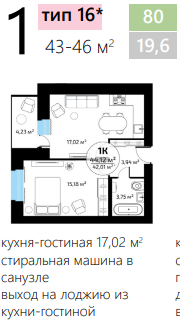 1
тип 16*
43-46 м²
80
19,6
4,23 м²
17,02 м²
1К
44,12 м²
42,01 м²
3,94 м²
15,18 м²
3,75 м²
кухня-гостиная 17,02 м²
стиральная машина в
санузле
выход на лоджию из
кухни-гостиной